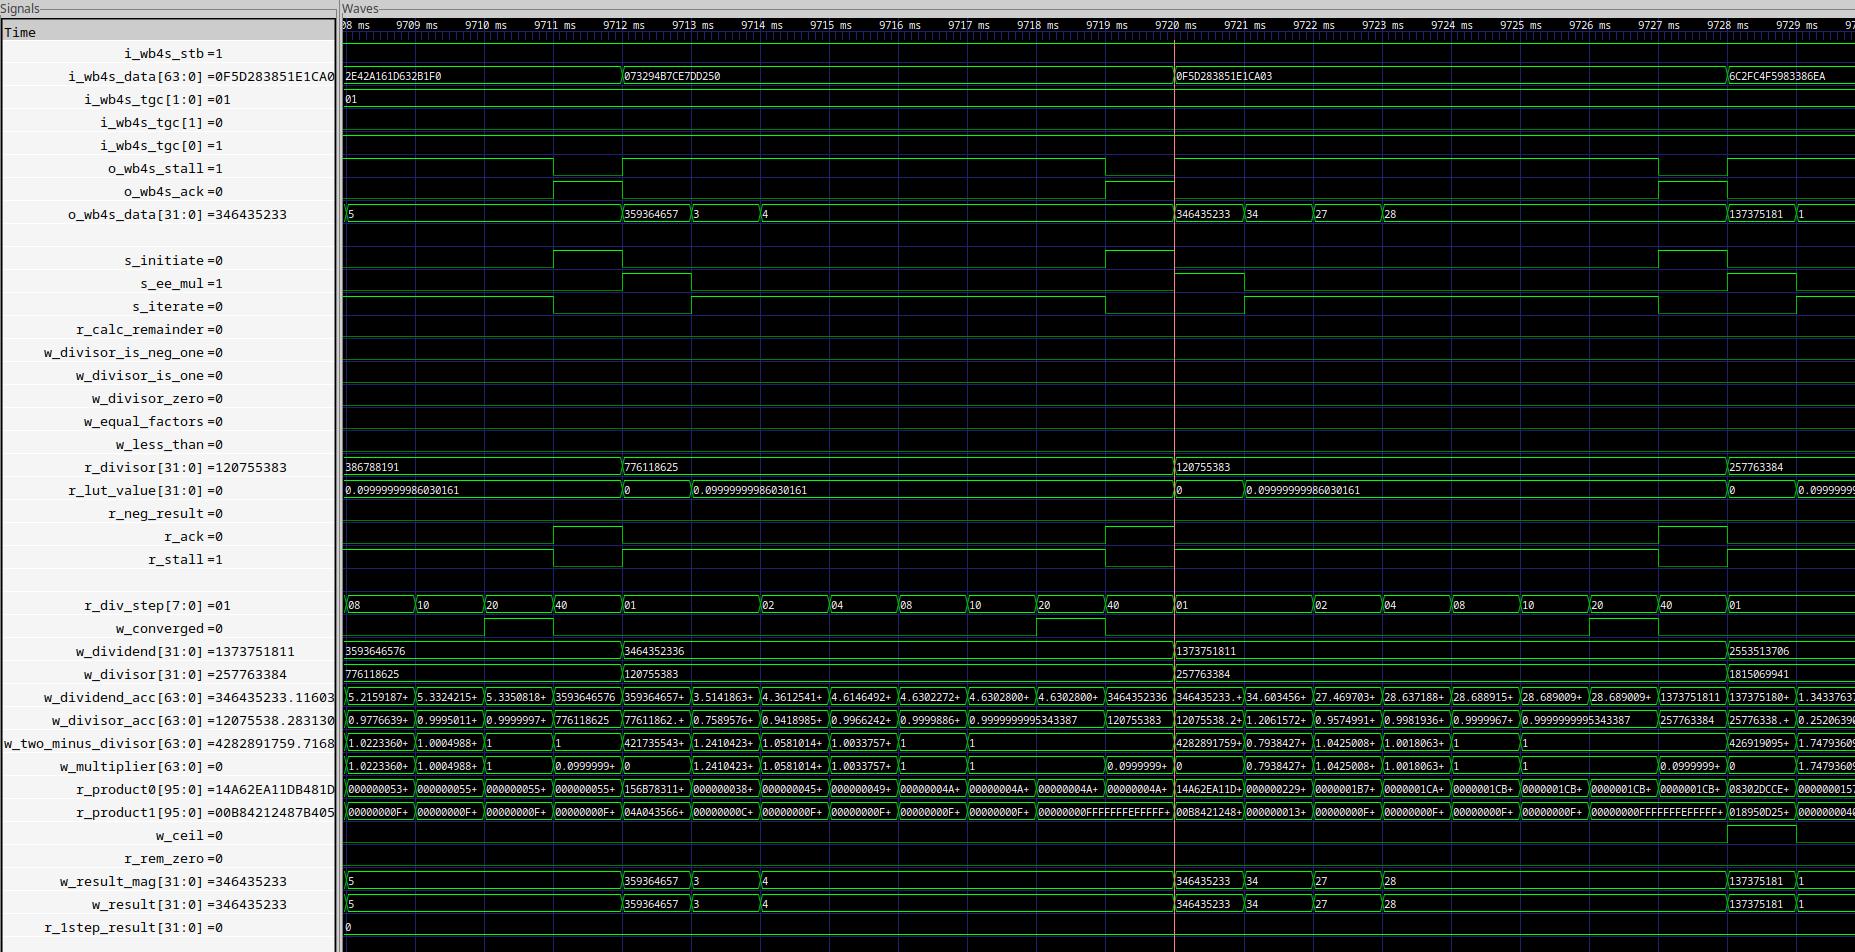 Signals Waves
Time 08 ms 9709 ms 9710 ms 9711 ms 9712 ms 9713 ms 9714 ms 9715 ms 9716 ms 9717 ms 9718 ms 9719 ms 9720 ms 9721 ms 9722 ms 9723 ms 9724 ms 9725 ms 9726 ms 9727 ms 9728 ms 9729 ms 97
i_wb4s_stb =1
i_wb4s_data[63:0] =0F5D283851E1CA0 2E42A161D632B1F0 073294B7CE7DD250 0F5D283851E1CA03 6C2FC4F5983386EA
i_wb4s_tgc[1:0] =01 01
i_wb4s_tgc[1] =0
i_wb4s_tgc[0] =1
o_wb4s_stall =1
o_wb4s_ack =0
o_wb4s_data[31:0] =346435233 5 359364657 3 4 346435233 34 27 28 137375181 1
s_initiate =0
s_ee_mul =1
s_iterate =0
r_calc_remainder =0
w_divisor_is_neg_one =0
w_divisor_is_one =0
w_divisor_zero =0
w_equal_factors =0
w_less_than =0
r_divisor[31:0] =120755383 386788191 776118625 120755383 257763384
r_lut_value[31:0] =0 0.09999999986030161 0 0.09999999986030161 0 0.09999999986030161 0 0.0999999
r_neg_result =0
r_ack =0
r_stall =1
r_div_step[7:0] =01 08 10 20 40 01 02 04 08 10 20 40 01 02 04 08 10 20 40 01
w_converged =0
w_dividend[31:0] =1373751811 3593646576 3464352336 1373751811 2553513706
w_divisor[31:0] =257763384 776118625 120755383 257763384 1815069941
w_dividend_acc[63:0] =346435233.11603 5.2159187+ 5.3324215+ 5.3350818+ 3593646576 359364657+ 3.5141863+ 4.3612541+ 4.6146492+ 4.6302272+ 4.6302800+ 4.6302800+ 3464352336 346435233.+ 34.603456+ 27.469703+ 28.637188+ 28.688915+ 28.689009+ 28.689009+ 1373751811 137375180+ 1.3433763
w_divisor_acc[63:0] =12075538.283130 0.9776639+ 0.9995011+ 0.9999997+ 776118625 77611862.+ 0.7589576+ 0.9418985+ 0.9966242+ 0.9999886+ 0.9999999995343387 120755383 12075538.2+ 1.2061572+ 0.9574991+ 0.9981936+ 0.9999967+ 0.9999999995343387 257763384 25776338.+ 0.2520639
w_two_minus_divisor[63:0] =4282891759.7168 1.0223360+ 1.0004988+ 1 1 421735543+ 1.2410423+ 1.0581014+ 1.0033757+ 1 1 4282891759+ 0.7938427+ 1.0425008+ 1.0018063+ 1 1 426919095+ 1.7479360
w_multiplier[63:0] =0 1.0223360+ 1.0004988+ 1 0.0999999+ 0 1.2410423+ 1.0581014+ 1.0033757+ 1 1 0.0999999+ 0 0.7938427+ 1.0425008+ 1.0018063+ 1 1 0.0999999+ 0 1.7479360
r_product0[95:0] =14A62EA11DB481D 000000053+ 000000055+ 000000055+ 000000055+ 156B78311+ 000000038+ 000000045+ 000000049+ 00000004A+ 00000004A+ 00000004A+ 00000004A+ 14A62EA11D+ 000000229+ 0000001B7+ 0000001CA+ 0000001CB+ 0000001CB+ 0000001CB+ 0000001CB+ 08302DCCE+ 000000015
r_product1[95:0] =00B84212487B405 00000000F+ 00000000F+ 00000000F+ 00000000F+ 04A043566+ 00000000C+ 00000000F+ 00000000F+ 00000000F+ 00000000F+ 00000000FFFFFFFEFFFFF+ 00B8421248+ 000000013+ 00000000F+ 00000000F+ 00000000F+ 00000000F+ 00000000FFFFFFFEFFFFF+ 018950D25+ 000000040
w_ceil =0
r_rem_zero =0
w_result_mag[31:0] =346435233 5 359364657 3 4 346435233 34 27 28 137375181 1
w_result[31:0] =346435233 5 359364657 3 4 346435233 34 27 28 137375181 1
r_1step_result[31:0] =0 0